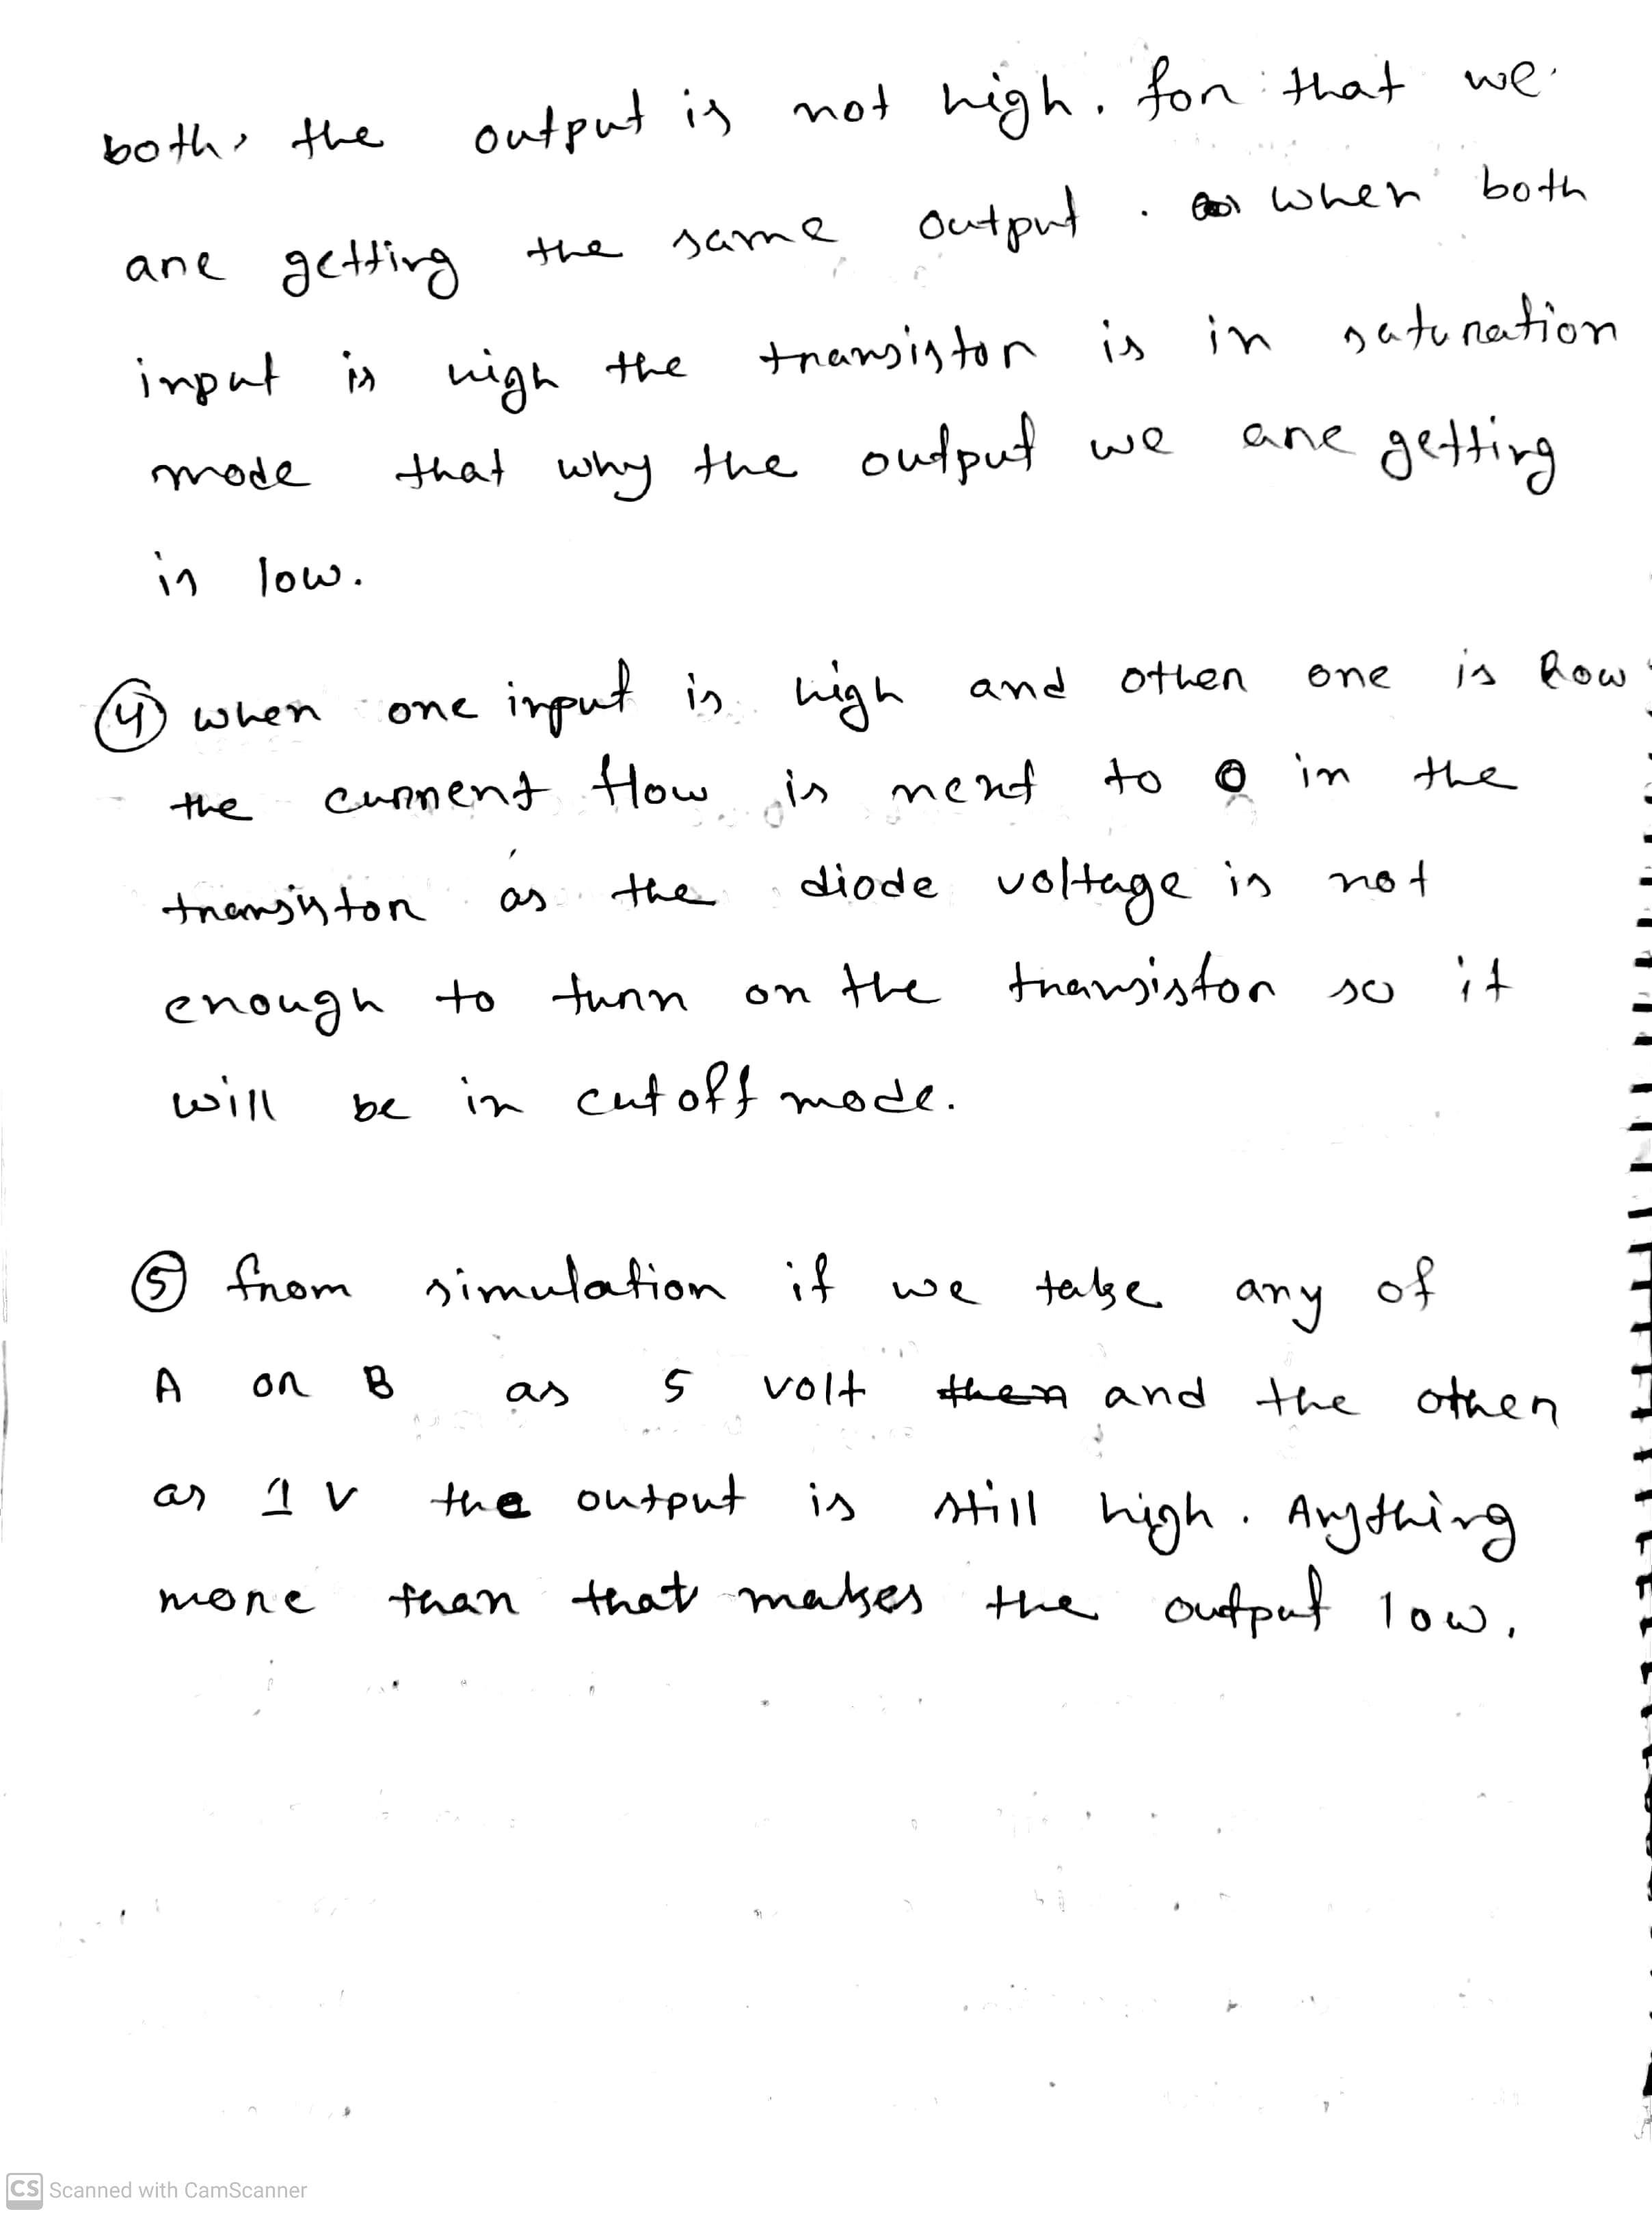 both, the output is not high. for that we
are getting the same output. when both
input is high the transistor is in saturation
mode that why the output we are getting
is low.
④ when one input is high and other one is low
the current flow is next to 0 in the
transistor as the diode voltage is not
enough to turn on the transistor so it
will be in cutoff mode.
⑤ from simulation if we take any of
A or B as 5 volt then and the other
as 1 V the output is still high. Anything
more than that makes the output low.
CS Scanned with CamScanner